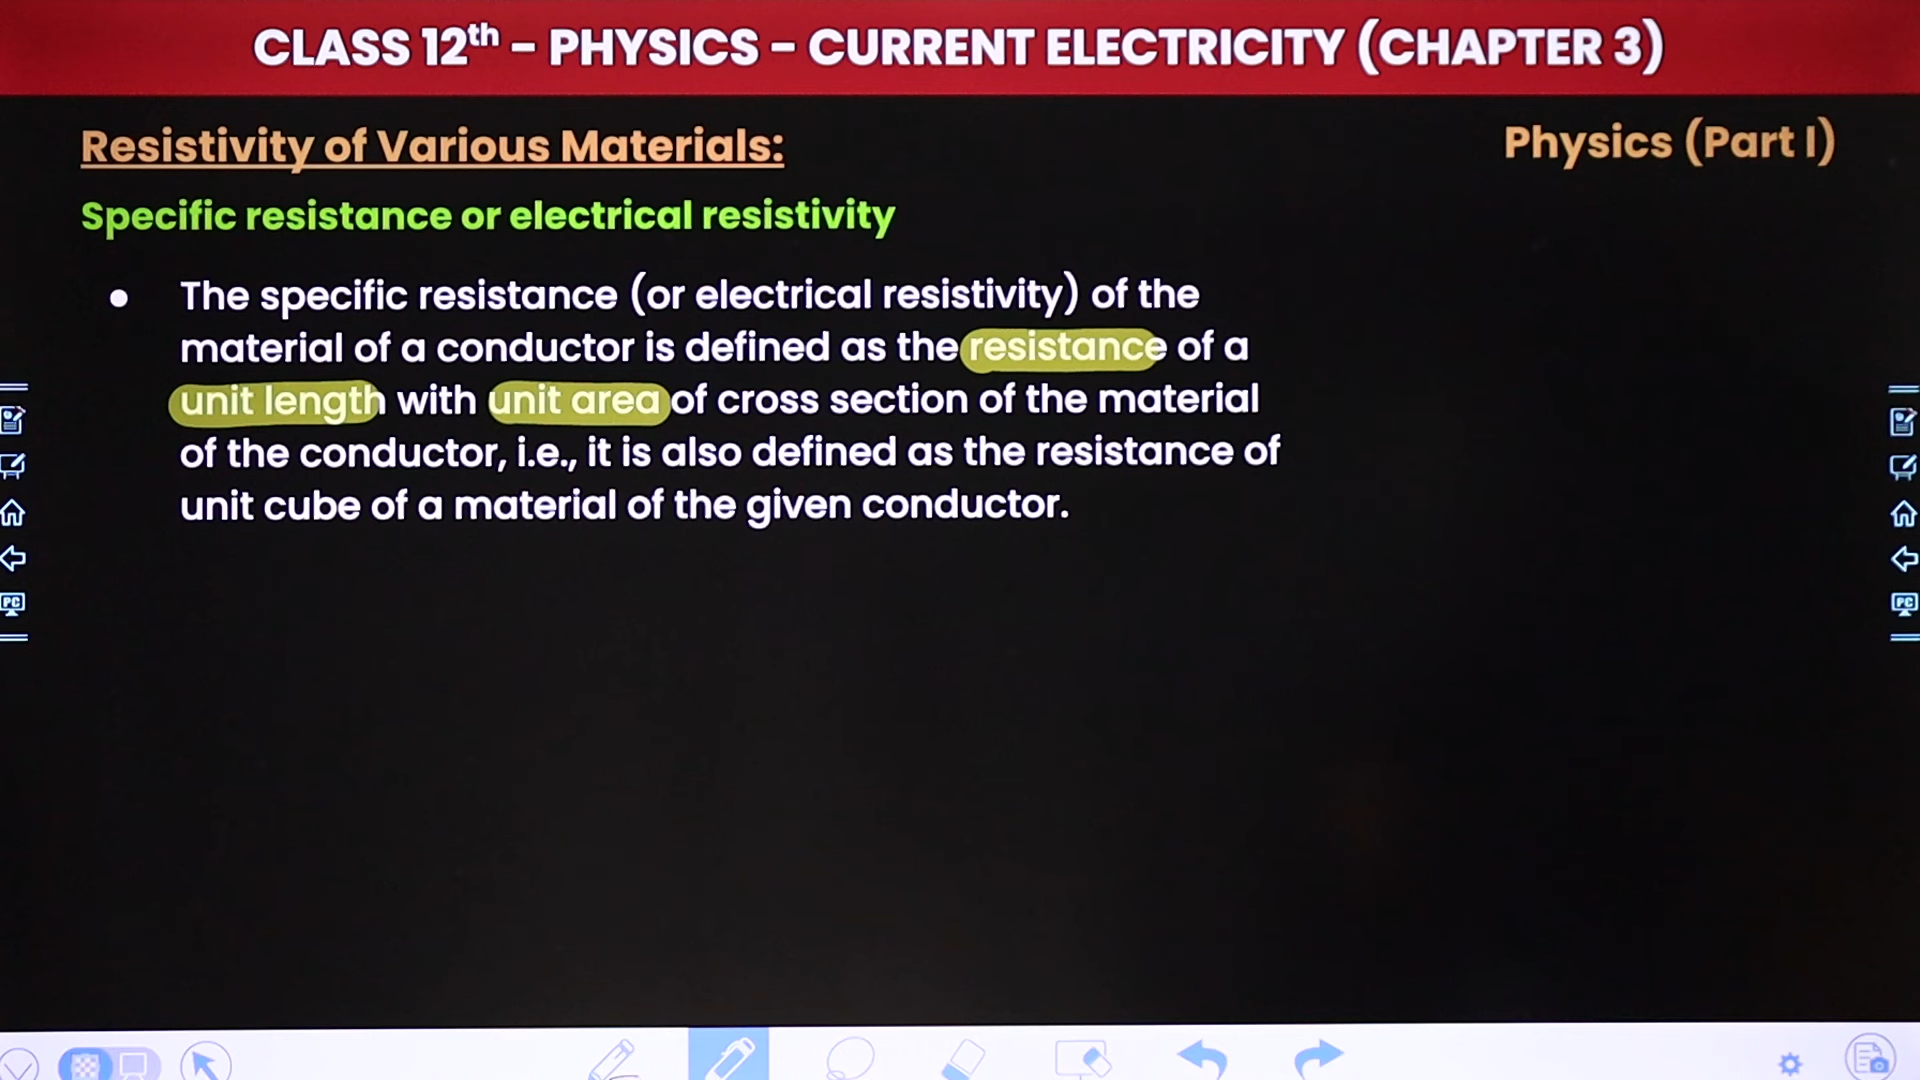 CLASS 12th – PHYSICS – CURRENT ELECTRICITY (CHAPTER 3)
Resistivity of Various Materials:
Physics (Part I)
Specific resistance or electrical resistivity
● The specific resistance (or electrical resistivity) of the
material of a conductor is defined as the resistance of a
unit length with unit area of cross section of the material
of the conductor, i.e., it is also defined as the resistance of
unit cube of a material of the given conductor.
PC
PC